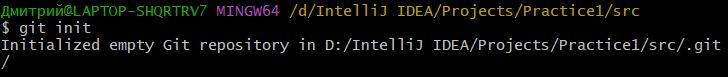 Дмитрий@LAPTOP-SHQRTRV7 MINGW64 /d/IntelliJ IDEA/Projects/Practice1/src
$ git init
Initialized empty Git repository in D:/IntelliJ IDEA/Projects/Practice1/src/.git
/